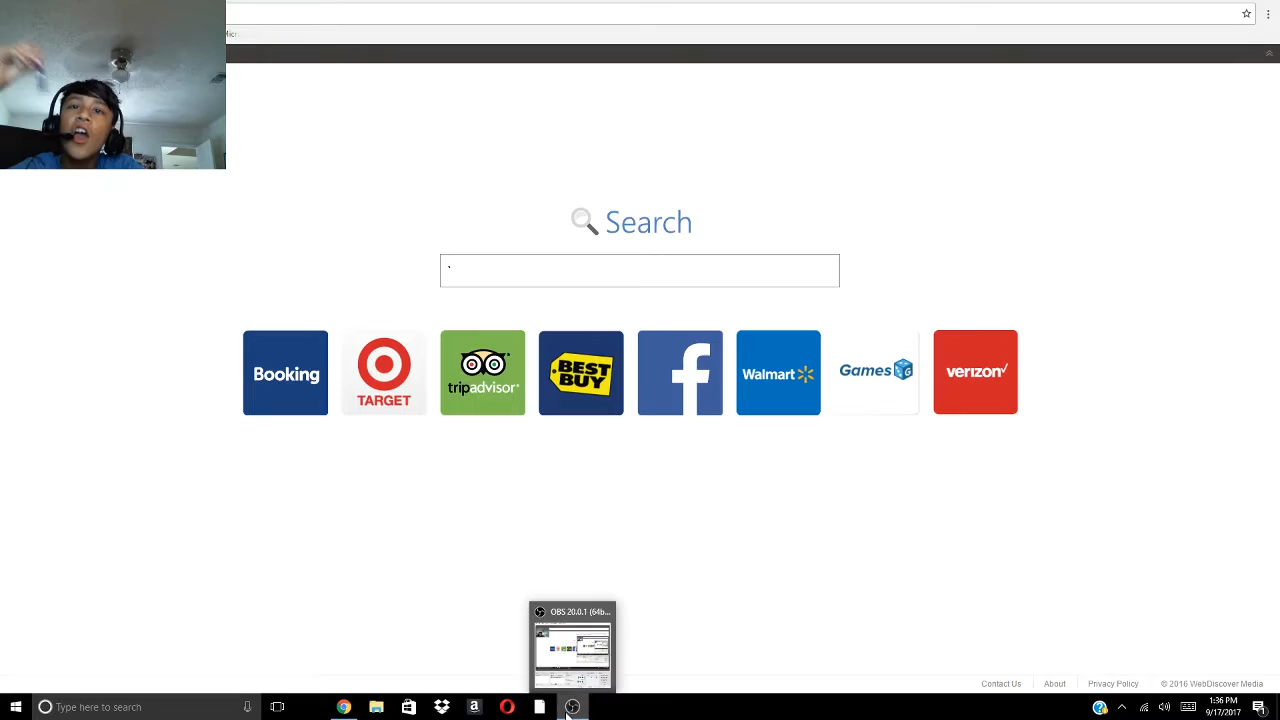 Micr
Search
`
Booking
TARGET
tripadvisor
BEST BUY
f
Walmart
Games G
verizon
OBS 20.0.1 (64b...
Contact Us About Privacy Policy © 2016 WebDiscover Media
Type here to search
a
1:36 PM
9/17/2017